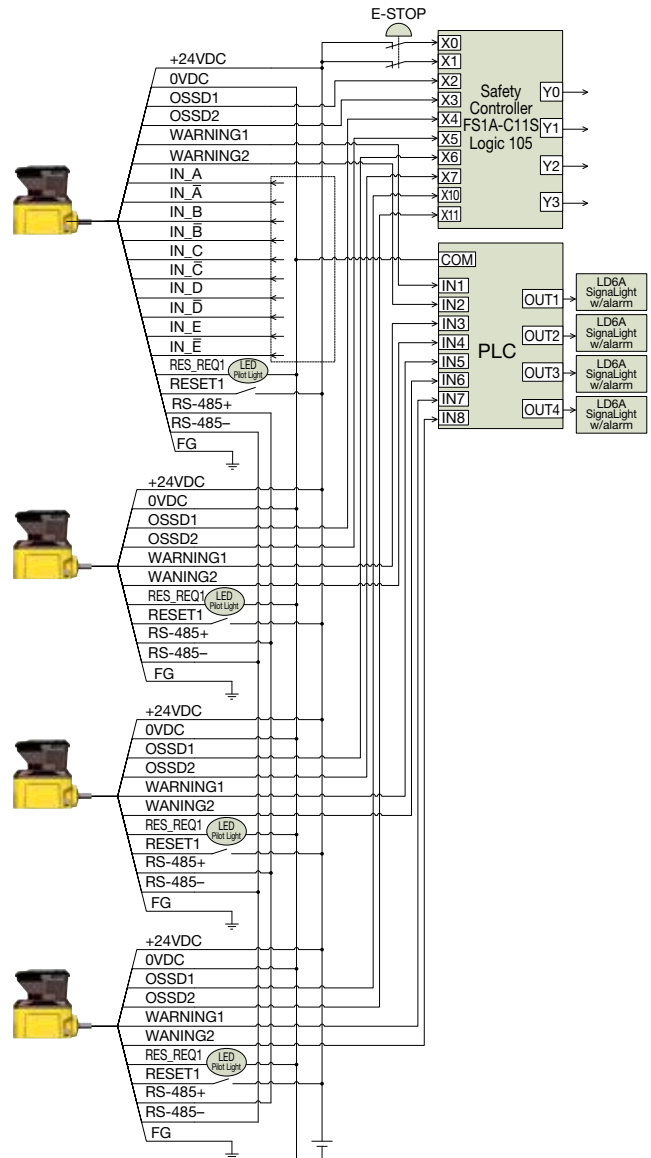 E-STOP
+24VDC
0VDC
OSSD1
OSSD2
WARNING1
WARNING2
IN_A
IN_A̅
IN_B
IN_B̅
IN_C
IN_C̅
IN_D
IN_D̅
IN_E
IN_E̅
RES_REQ1
LED
Pilot Light
RESET1
RS-485+
RS-485–
FG
X0
X1
X2
X3
X4
X5
X6
X7
X10
X11
Safety
Controller
FS1A-C11S
Logic 105
Y0
Y1
Y2
Y3
COM
IN1
IN2
IN3
IN4
IN5
IN6
IN7
IN8
PLC
OUT1
OUT2
OUT3
OUT4
LD6A
SignaLight
w/alarm
LD6A
SignaLight
w/alarm
LD6A
SignaLight
w/alarm
LD6A
SignaLight
w/alarm
+24VDC
0VDC
OSSD1
OSSD2
WARNING1
WANING2
RES_REQ1
LED
Pilot Light
RESET1
RS-485+
RS-485–
FG
+24VDC
0VDC
OSSD1
OSSD2
WARNING1
WANING2
RES_REQ1
LED
Pilot Light
RESET1
RS-485+
RS-485–
FG
+24VDC
0VDC
OSSD1
OSSD2
WARNING1
WANING2
RES_REQ1
LED
Pilot Light
RESET1
RS-485+
RS-485–
FG